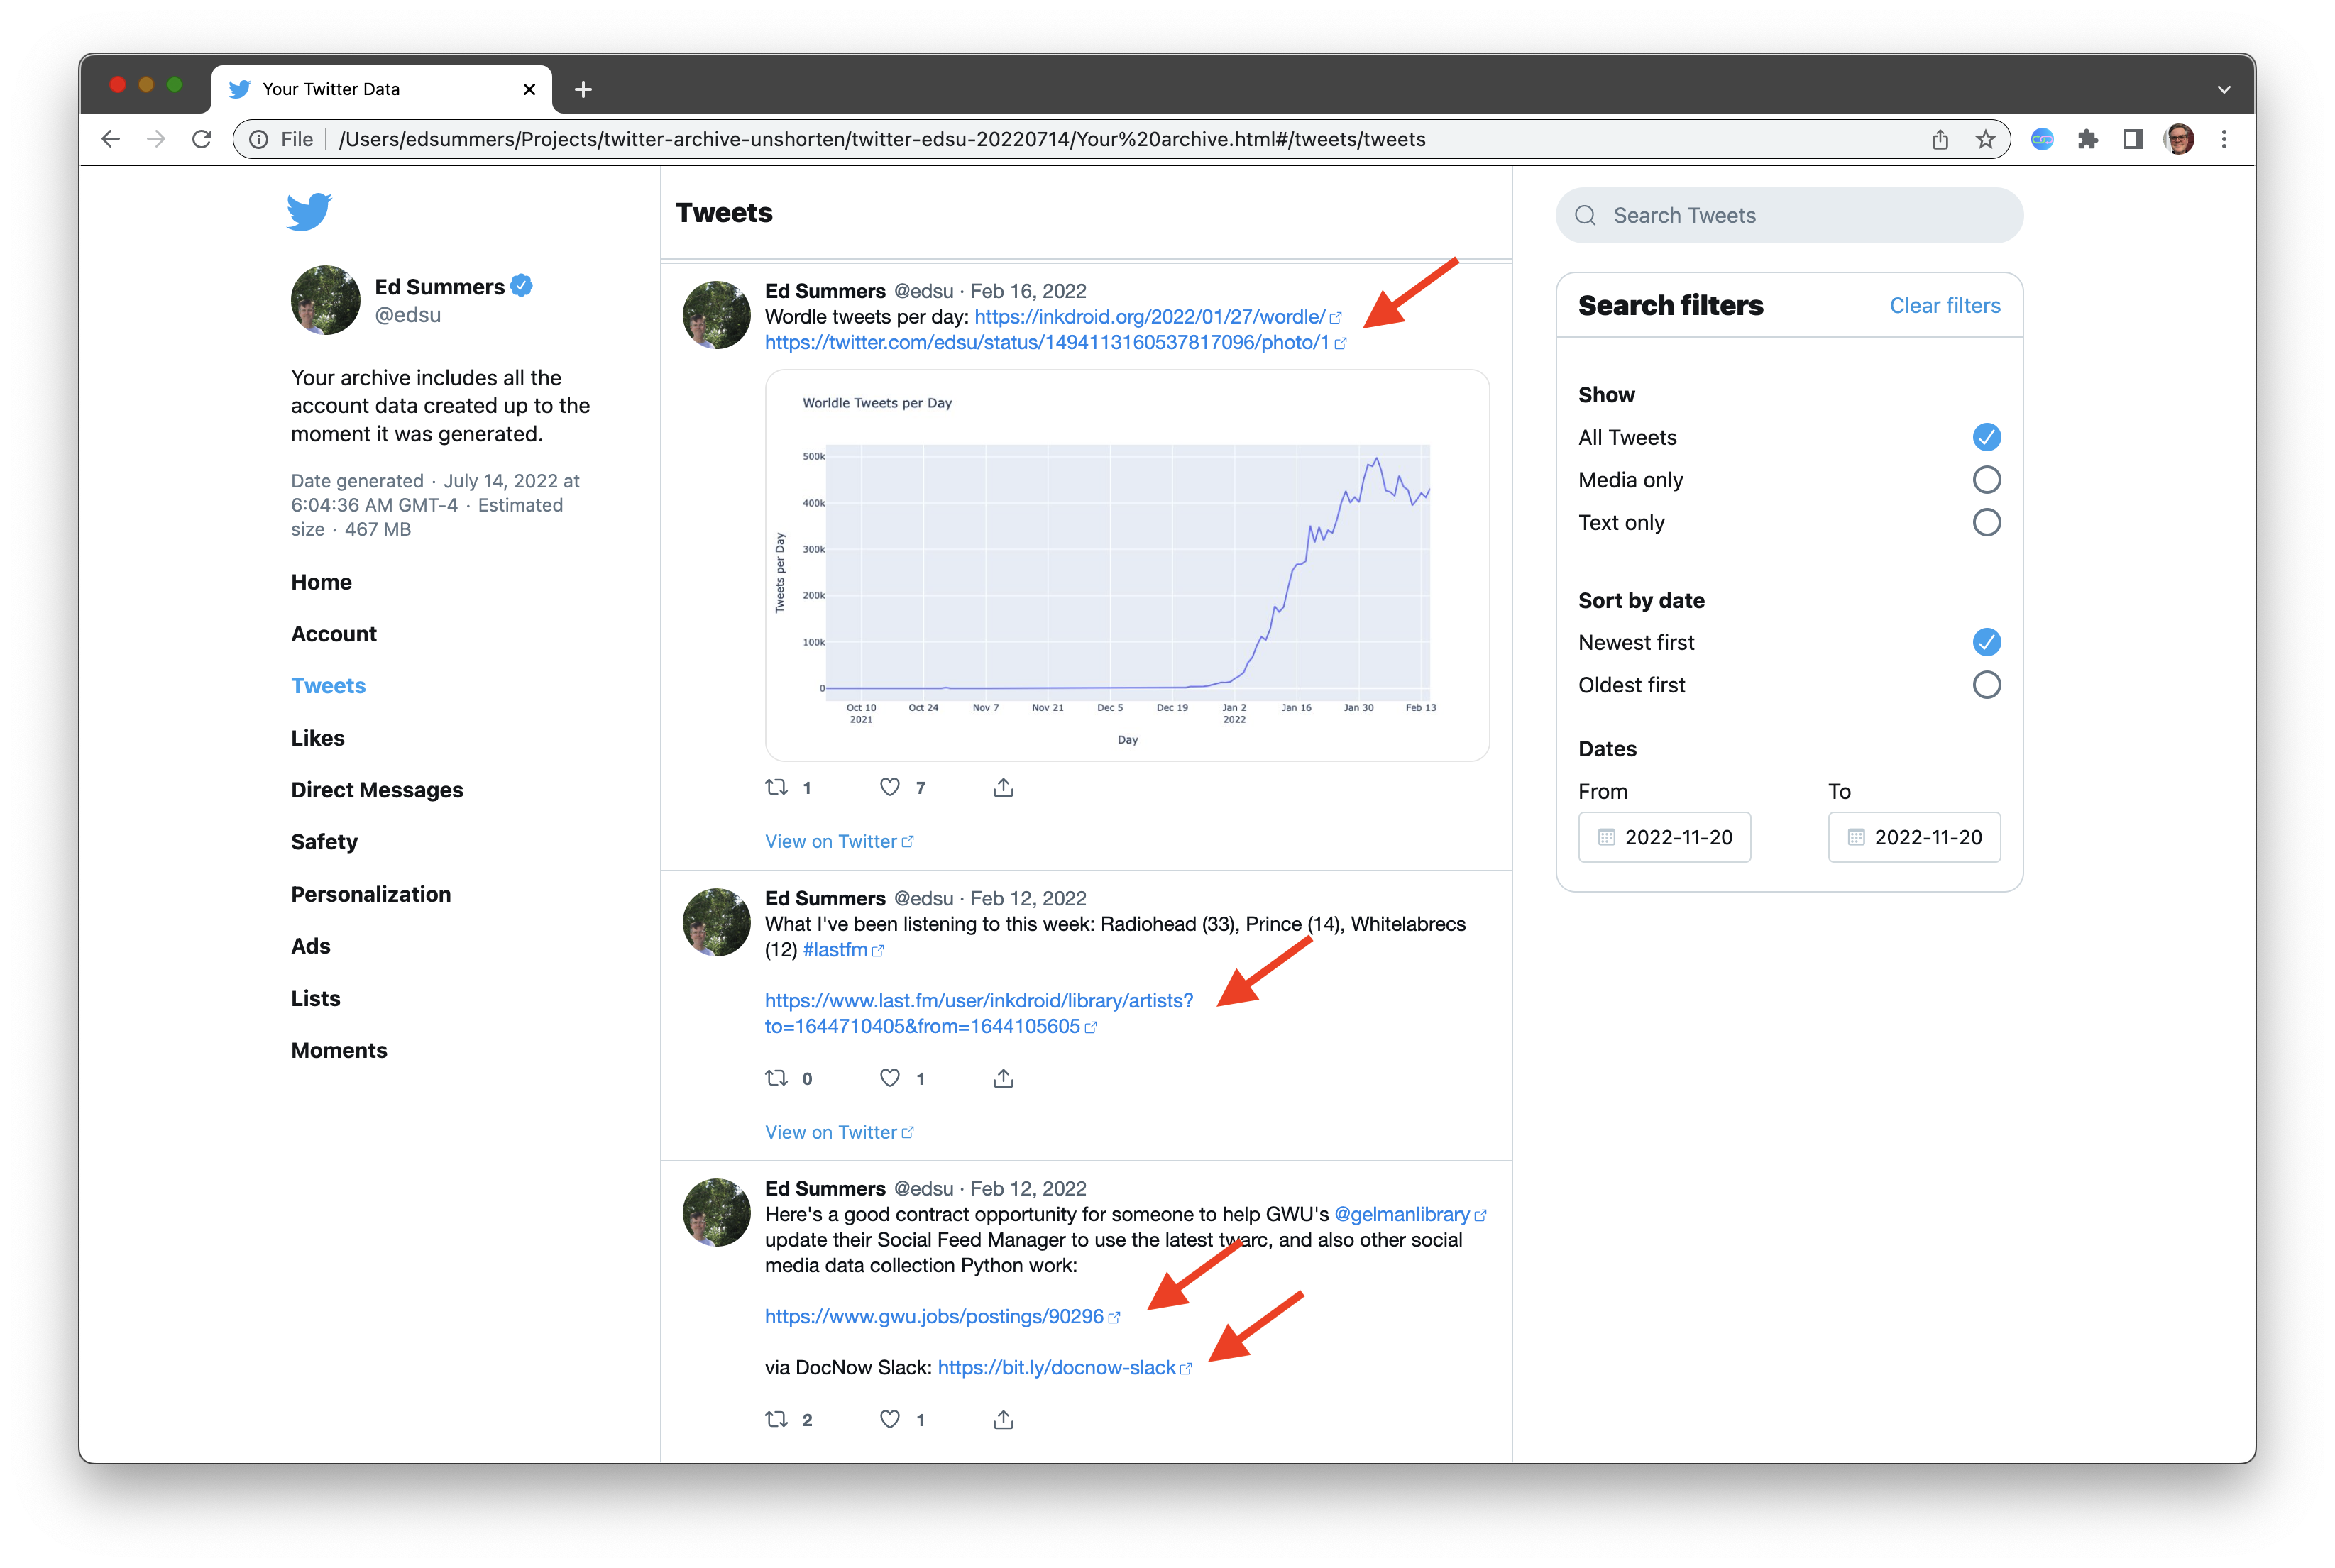 Your Twitter Data
File
/Users/edsummers/Projects/twitter-archive-unshorten/twitter-edsu-20220714/Your%20archive.html#/tweets/tweets
Ed Summers
@edsu
Your archive includes all the
account data created up to the
moment it was generated.
Date generated · July 14, 2022 at
6:04:36 AM GMT-4 · Estimated
size · 467 MB
Home
Account
Tweets
Likes
Direct Messages
Safety
Personalization
Ads
Lists
Moments
Tweets
Ed Summers @edsu · Feb 16, 2022
Wordle tweets per day: https://inkdroid.org/2022/01/27/wordle/
https://twitter.com/edsu/status/1494113160537817096/photo/1
Worldle Tweets per Day
Tweets per Day
500k
400k
300k
200k
100k
0
Oct 10 Oct 24 Nov 7 Nov 21 Dec 5 Dec 19 Jan 2 Jan 16 Jan 30 Feb 13
2021 2022
Day
1 7
View on Twitter
Ed Summers @edsu · Feb 12, 2022
What I've been listening to this week: Radiohead (33), Prince (14), Whitelabrecs
(12) #lastfm
https://www.last.fm/user/inkdroid/library/artists?
to=1644710405&from=1644105605
0 1
View on Twitter
Ed Summers @edsu · Feb 12, 2022
Here's a good contract opportunity for someone to help GWU's @gelmanlibrary
update their Social Feed Manager to use the latest twarc, and also other social
media data collection Python work:
https://www.gwu.jobs/postings/90296
via DocNow Slack: https://bit.ly/docnow-slack
2 1
Search Tweets
Search filters Clear filters
Show
All Tweets
Media only
Text only
Sort by date
Newest first
Oldest first
Dates
From To
2022-11-20 2022-11-20